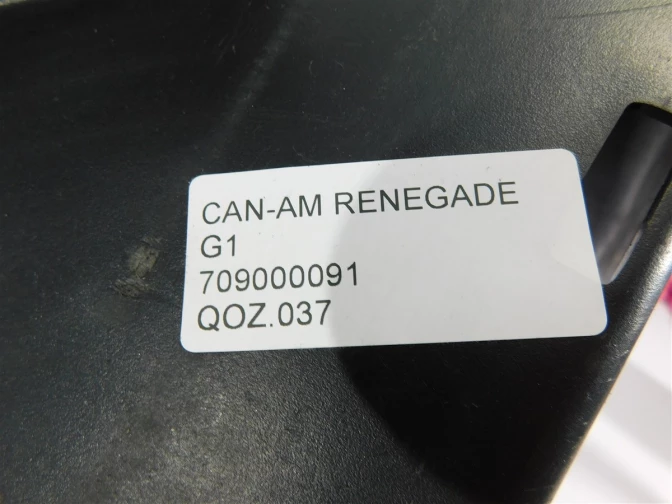 CAN-AM RENEGADE
G1
709000091
QOZ.037